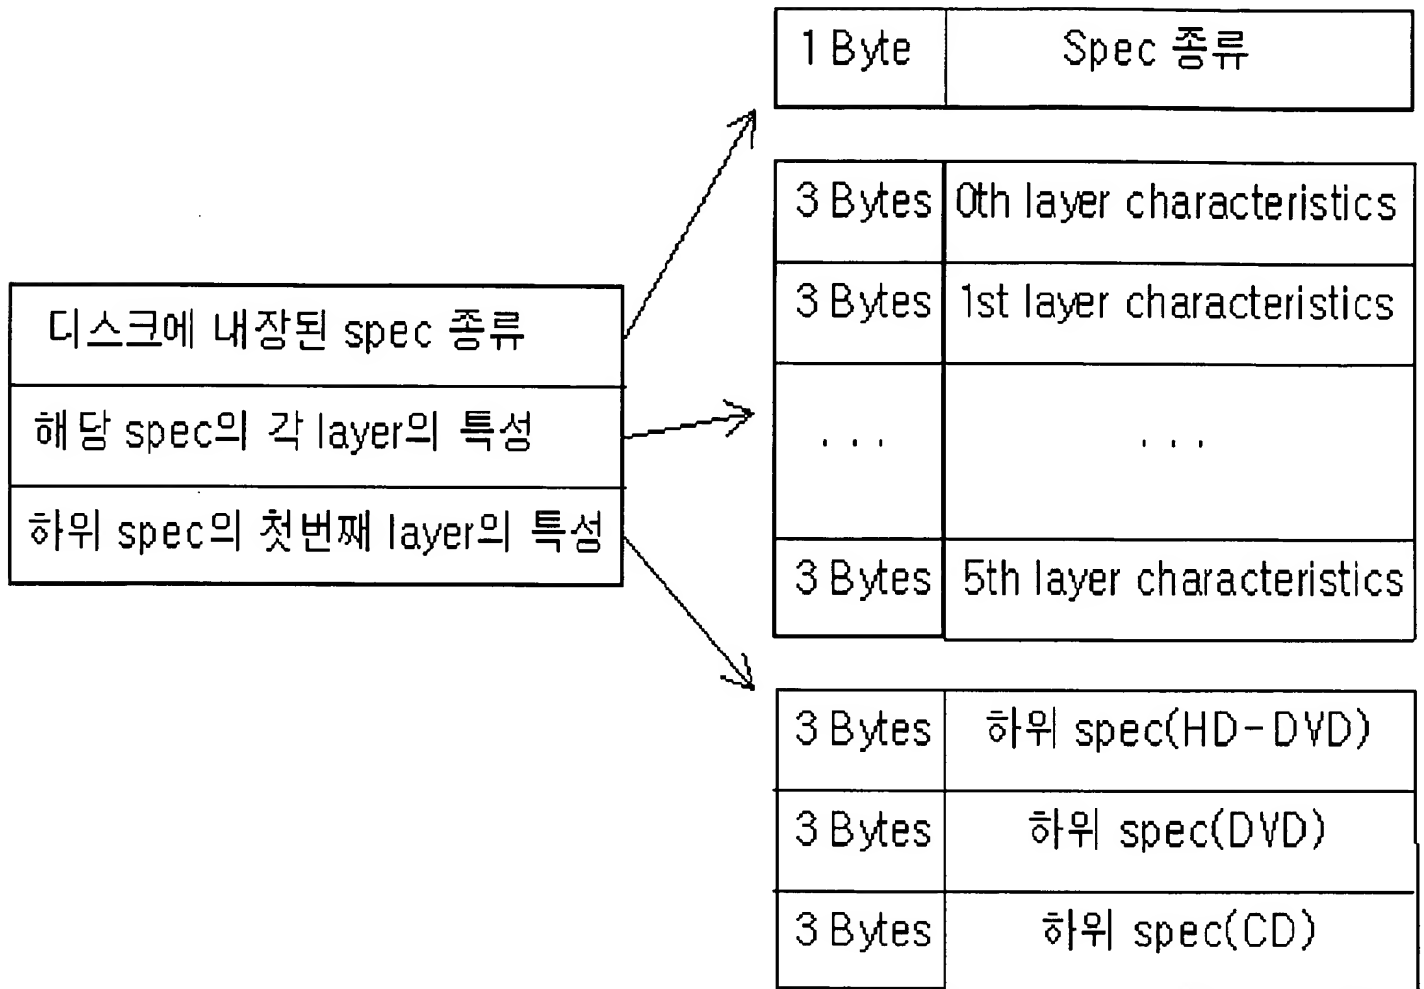 디스크에 내장된 spec 종류
해당 spec의 각 layer의 특성
하위 spec의 첫번째 layer의 특성
1 Byte Spec 종류
3 Bytes 0th layer characteristics
3 Bytes 1st layer characteristics
... ...
3 Bytes 5th layer characteristics
3 Bytes 하위 spec(HD-DVD)
3 Bytes 하위 spec(DVD)
3 Bytes 하위 spec(CD)